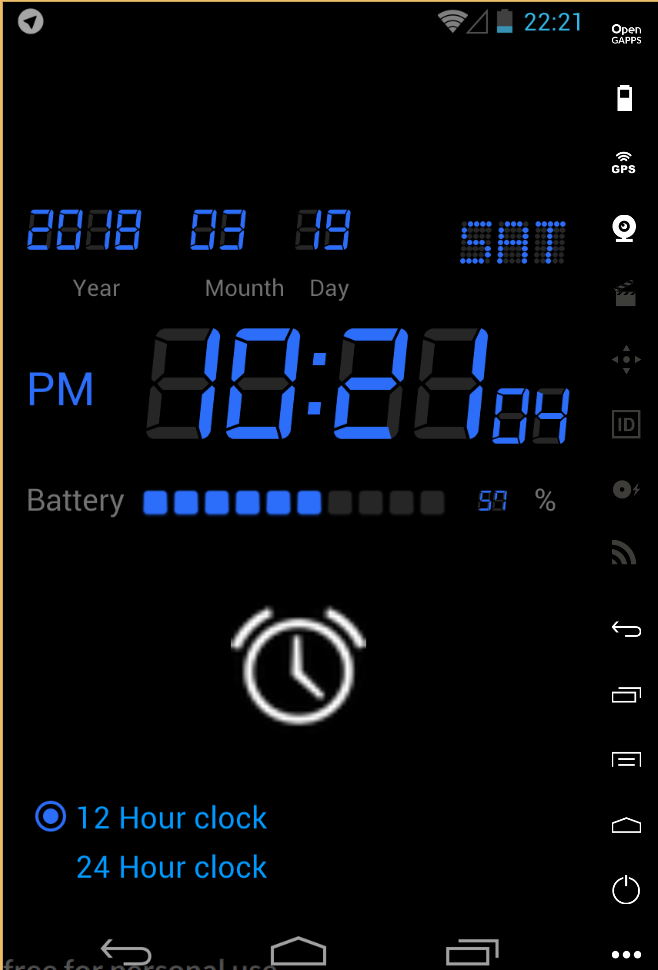 22:21
Open
GAPPS
GPS
2018 03 19 SAT
Year Mounth Day
PM 10:21 04
Battery 57 %
ID
12 Hour clock
24 Hour clock
free for personal use